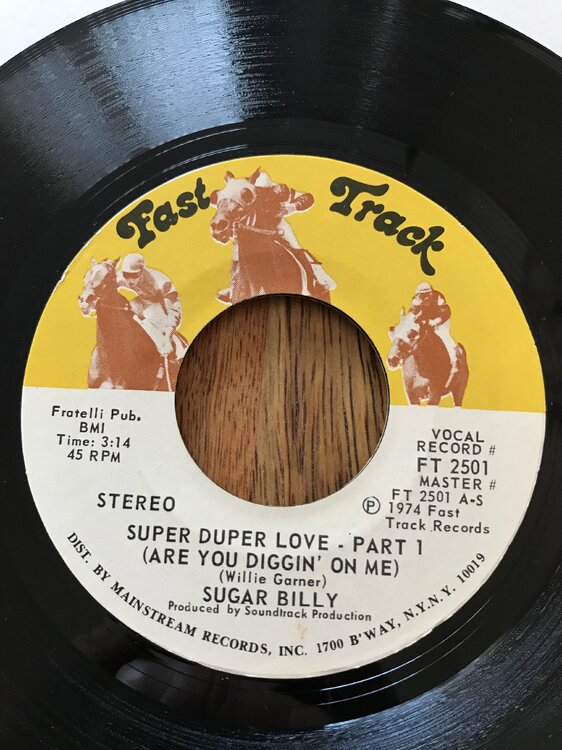 Fast Track
Fratelli Pub.
BMI
Time: 3:14
45 RPM
STEREO
VOCAL
RECORD #
FT 2501
MASTER #
FT 2501 A-S
Ⓟ 1974 Fast
Track Records
SUPER DUPER LOVE - PART 1
(ARE YOU DIGGIN' ON ME)
(Willie Garner)
SUGAR BILLY
Produced by Soundtrack Production
DIST. BY MAINSTREAM RECORDS, INC. 1700 B'WAY, N.Y.N.Y. 10019